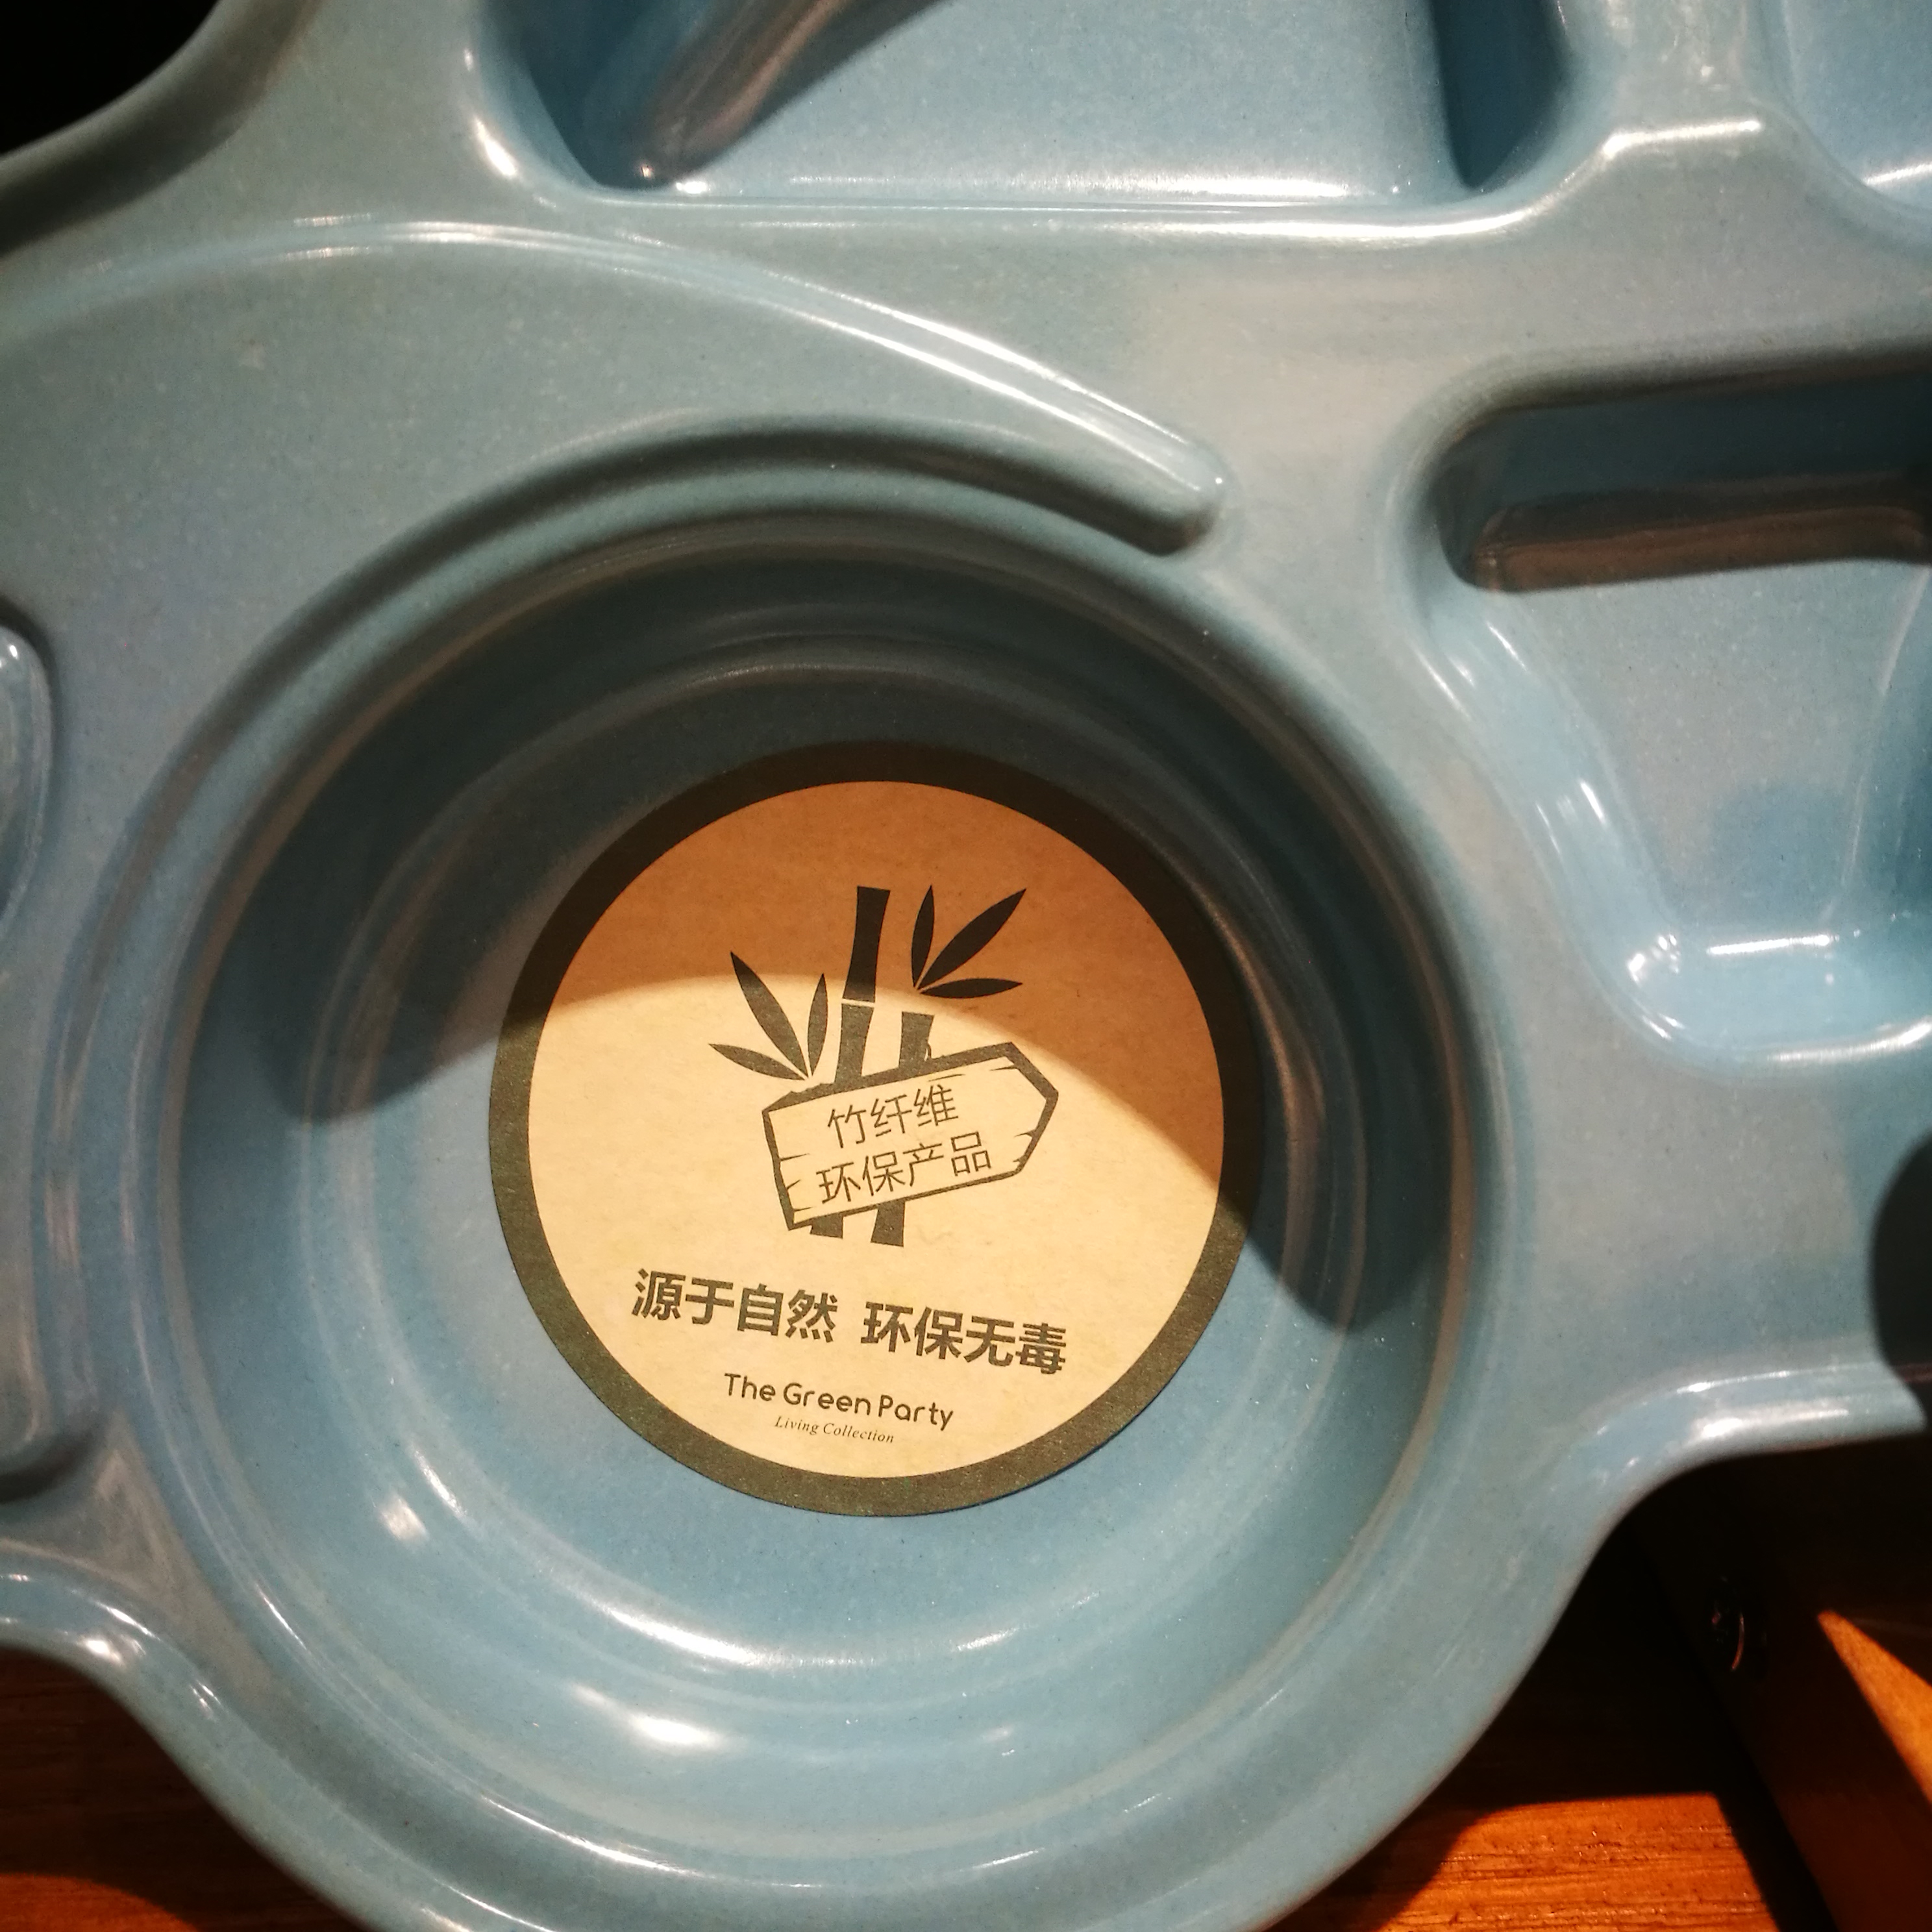 竹纤维
环保产品
源于自然 环保无毒
The Green Party
Living Collection